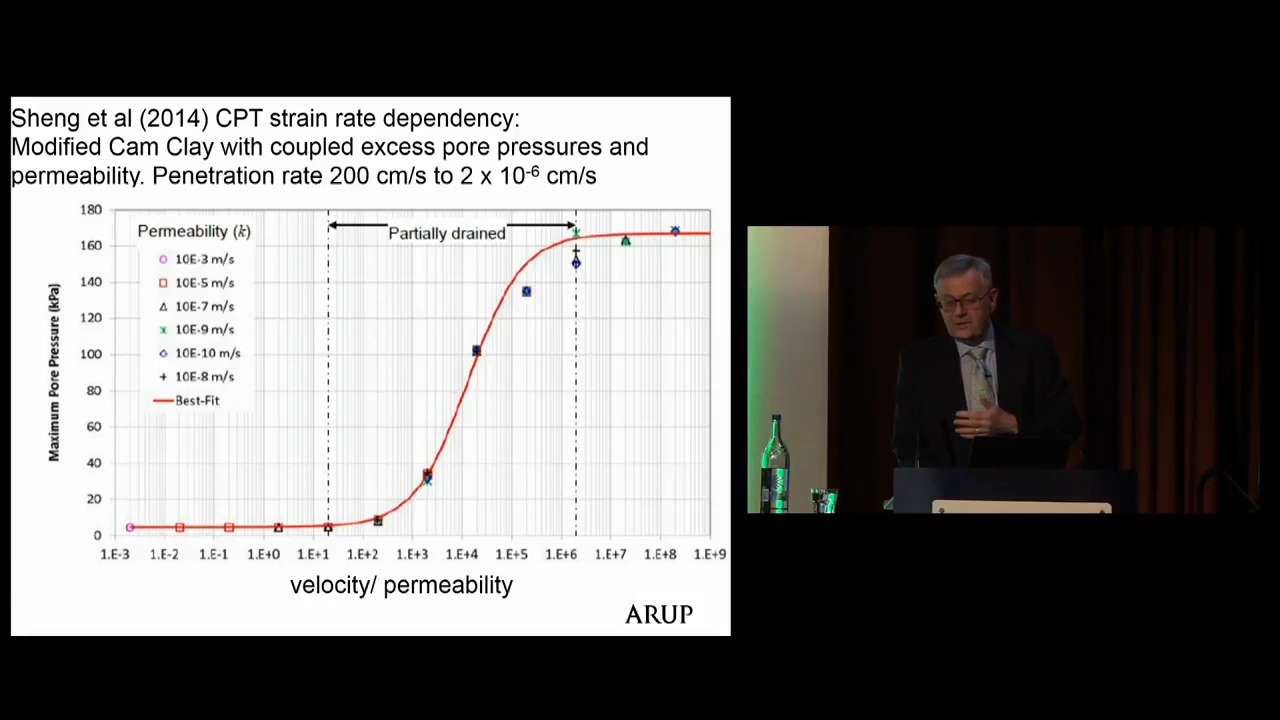 Sheng et al (2014) CPT strain rate dependency:
Modified Cam Clay with coupled excess pore pressures and
permeability. Penetration rate 200 cm/s to 2 x 10⁻⁶ cm/s
180
160
140
120
100
80
60
40
20
0
Maximum Pore Pressure (kPa)
Permeability (k)
10E-3 m/s
10E-5 m/s
10E-7 m/s
10E-9 m/s
10E-10 m/s
10E-8 m/s
Best-Fit
Partially drained
1.E-3 1.E-2 1.E-1 1.E+0 1.E+1 1.E+2 1.E+3 1.E+4 1.E+5 1.E+6 1.E+7 1.E+8 1.E+9
velocity/ permeability
ARUP